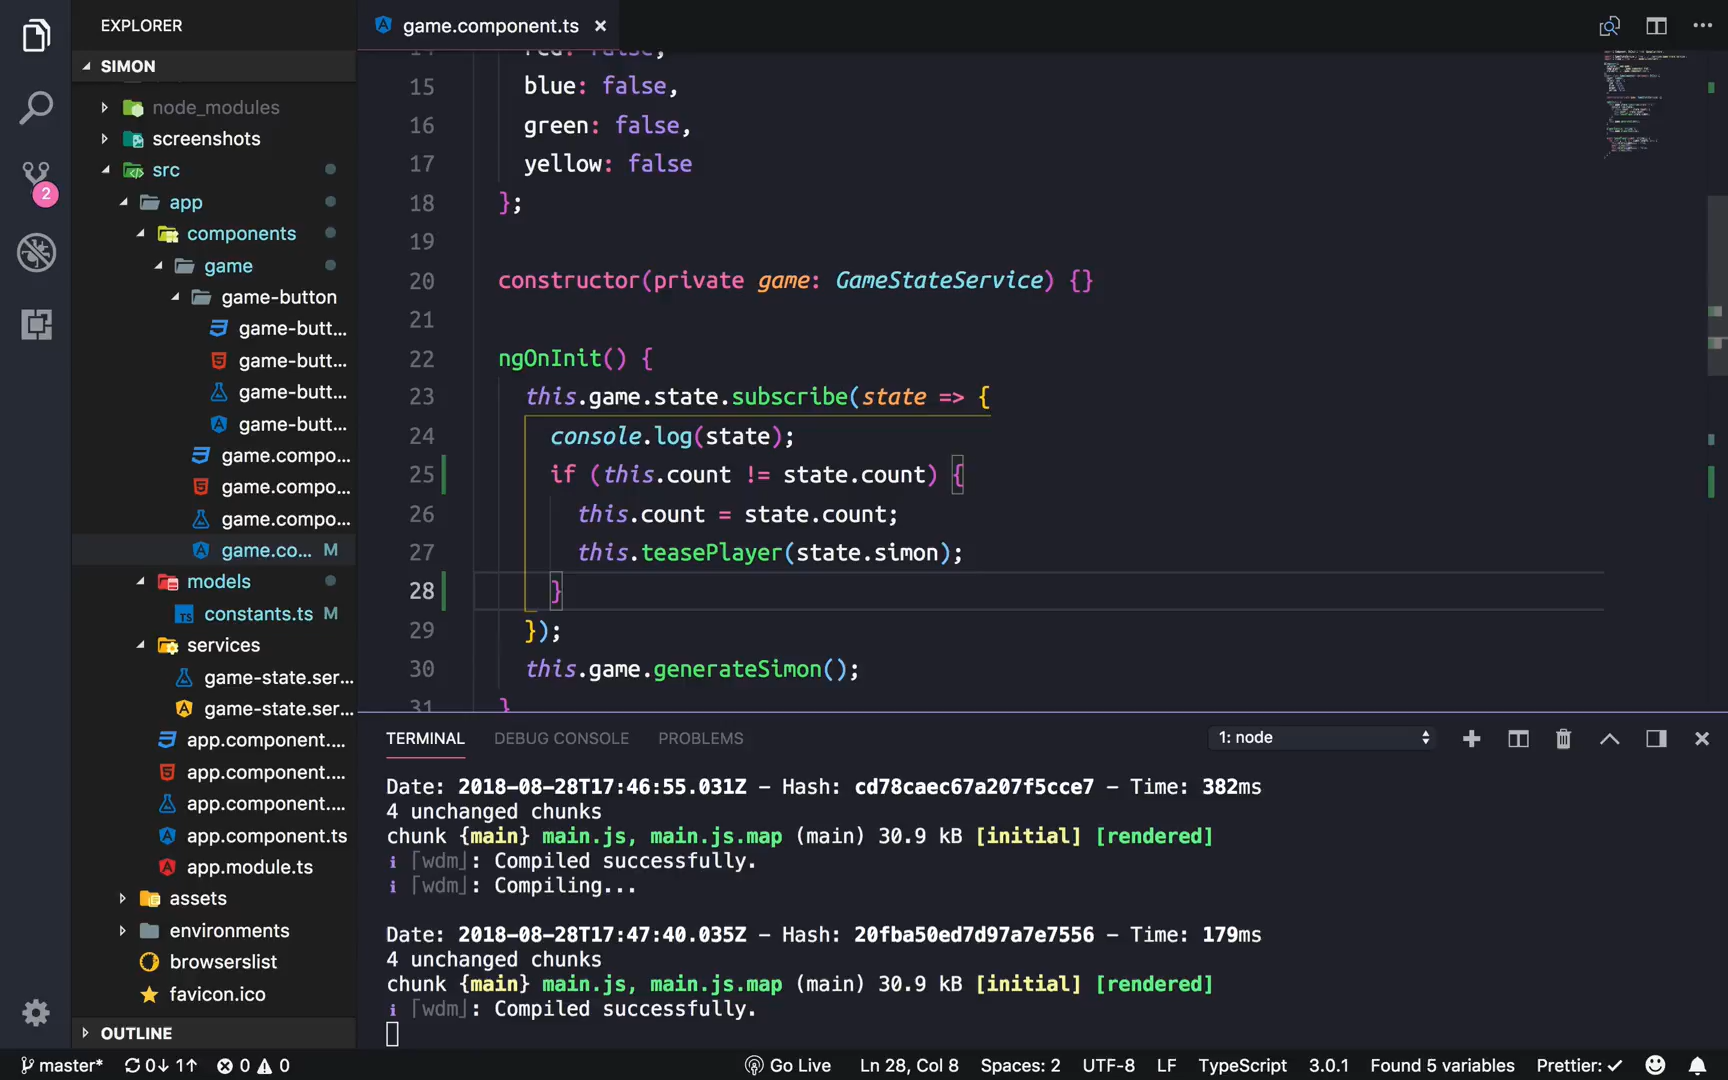 EXPLORER
SIMON
node_modules
screenshots
src
app
components
game
game-button
game-butt...
game-butt...
game-butt...
game-butt...
game.compo...
game.compo...
game.compo...
game.co... M
models
constants.ts M
services
game-state.ser...
game-state.ser...
app.component....
app.component....
app.component....
app.component.ts
app.module.ts
assets
environments
browserslist
favicon.ico
OUTLINE
2
game.component.ts
14 red: false,
15 blue: false,
16 green: false,
17 yellow: false
18 };
19
20 constructor(private game: GameStateService) {}
21
22 ngOnInit() {
23 this.game.state.subscribe(state => {
24 console.log(state);
25 if (this.count != state.count) {
26 this.count = state.count;
27 this.teasePlayer(state.simon);
28 }
29 });
30 this.game.generateSimon();
31 }
TERMINAL DEBUG CONSOLE PROBLEMS 1: node
Date: 2018-08-28T17:46:55.031Z – Hash: cd78caec67a207f5cce7 – Time: 382ms
4 unchanged chunks
chunk {main} main.js, main.js.map (main) 30.9 kB [initial] [rendered]
i ⌈wdm⌋: Compiled successfully.
i ⌈wdm⌋: Compiling...
Date: 2018-08-28T17:47:40.035Z – Hash: 20fba50ed7d97a7e7556 – Time: 179ms
4 unchanged chunks
chunk {main} main.js, main.js.map (main) 30.9 kB [initial] [rendered]
i ⌈wdm⌋: Compiled successfully.
master* 0↓ 1↑ 0 0 Go Live Ln 28, Col 8 Spaces: 2 UTF-8 LF TypeScript 3.0.1 Found 5 variables Prettier: ✓